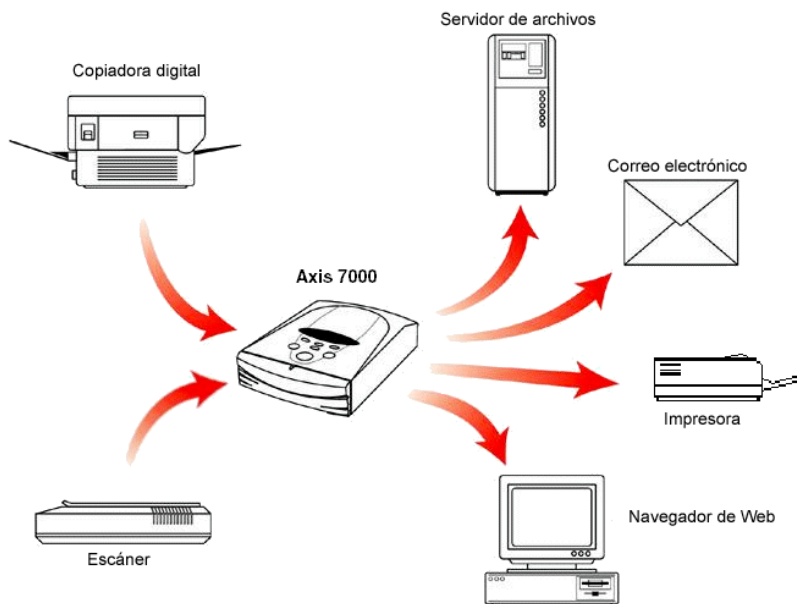 Servidor de archivos
Copiadora digital
Correo electrónico
Axis 7000
Impresora
Navegador de Web
Escáner